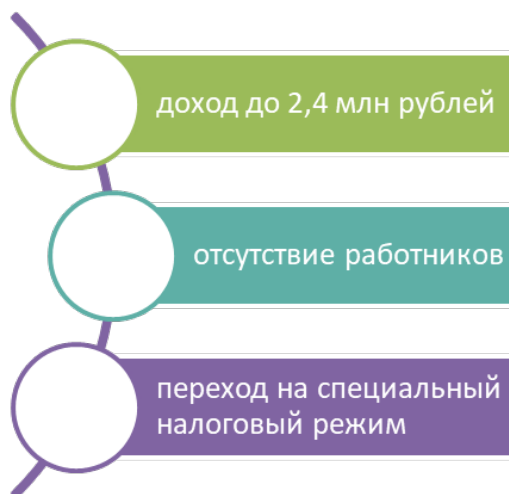 доход до 2,4 млн рублей
отсутствие работников
переход на специальный
налоговый режим